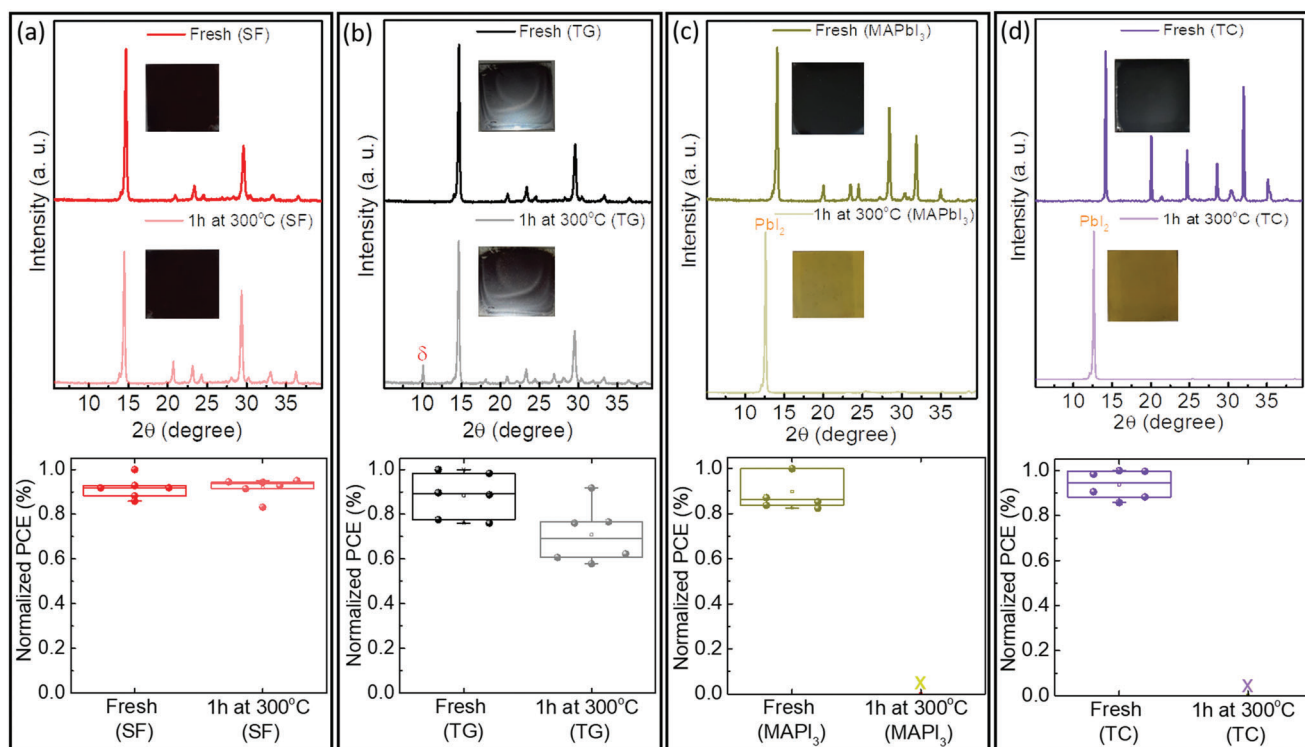 (a)
Fresh (SF)
1h at 300°C (SF)
Intensity (a. u.)
10 15 20 25 30 35
2θ (degree)
Normalized PCE (%)
1.0
0.8
0.6
0.4
0.2
0.0
Fresh
(SF)
1h at 300°C
(SF)
(b)
Fresh (TG)
1h at 300°C (TG)
δ
Intensity (a. u.)
10 15 20 25 30 35
2θ (degree)
Normalized PCE (%)
1.0
0.8
0.6
0.4
0.2
0.0
Fresh
(TG)
1h at 300°C
(TG)
(c)
Fresh (MAPbI₃)
1h at 300°C (MAPbI₃)
PbI₂
Intensity (a. u.)
10 15 20 25 30 35
2θ (degree)
Normalized PCE (%)
1.0
0.8
0.6
0.4
0.2
0.0
Fresh
(MAPI₃)
1h at 300°C
(MAPI₃)
(d)
Fresh (TC)
1h at 300°C (TC)
PbI₂
Intensity (a. u.)
10 15 20 25 30 35
2θ (degree)
Normalized PCE (%)
1.0
0.8
0.6
0.4
0.2
0.0
Fresh
(TC)
1h at 300°C
(TC)